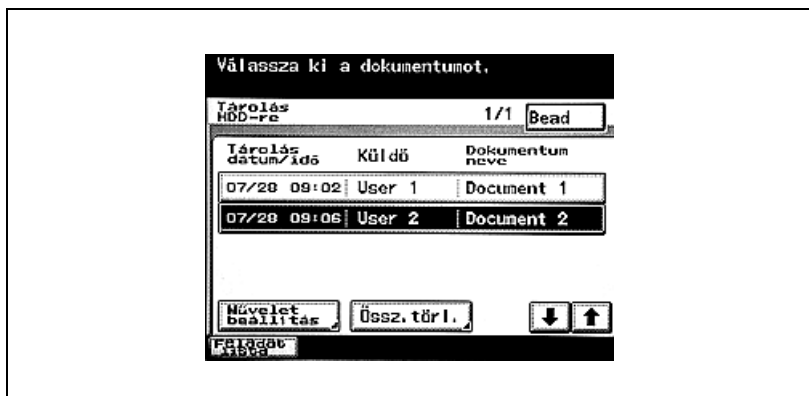 Válassza ki a dokumentumot.
Tárolás
HDD-re
1/1 Bead
Tárolás
dátum/idő
Küldő
Dokumentum
neve
07/28 09:02 User 1 Document 1
07/28 09:06 User 2 Document 2
Művelet
beállítás
Össz.törl.
Feladat
lista